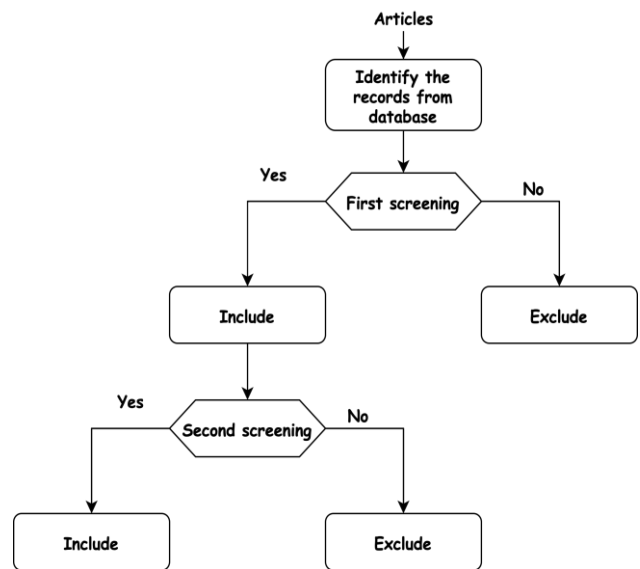 Articles
Identify the
records from
database
Yes
No
First screening
Include
Exclude
Yes
No
Second screening
Include
Exclude